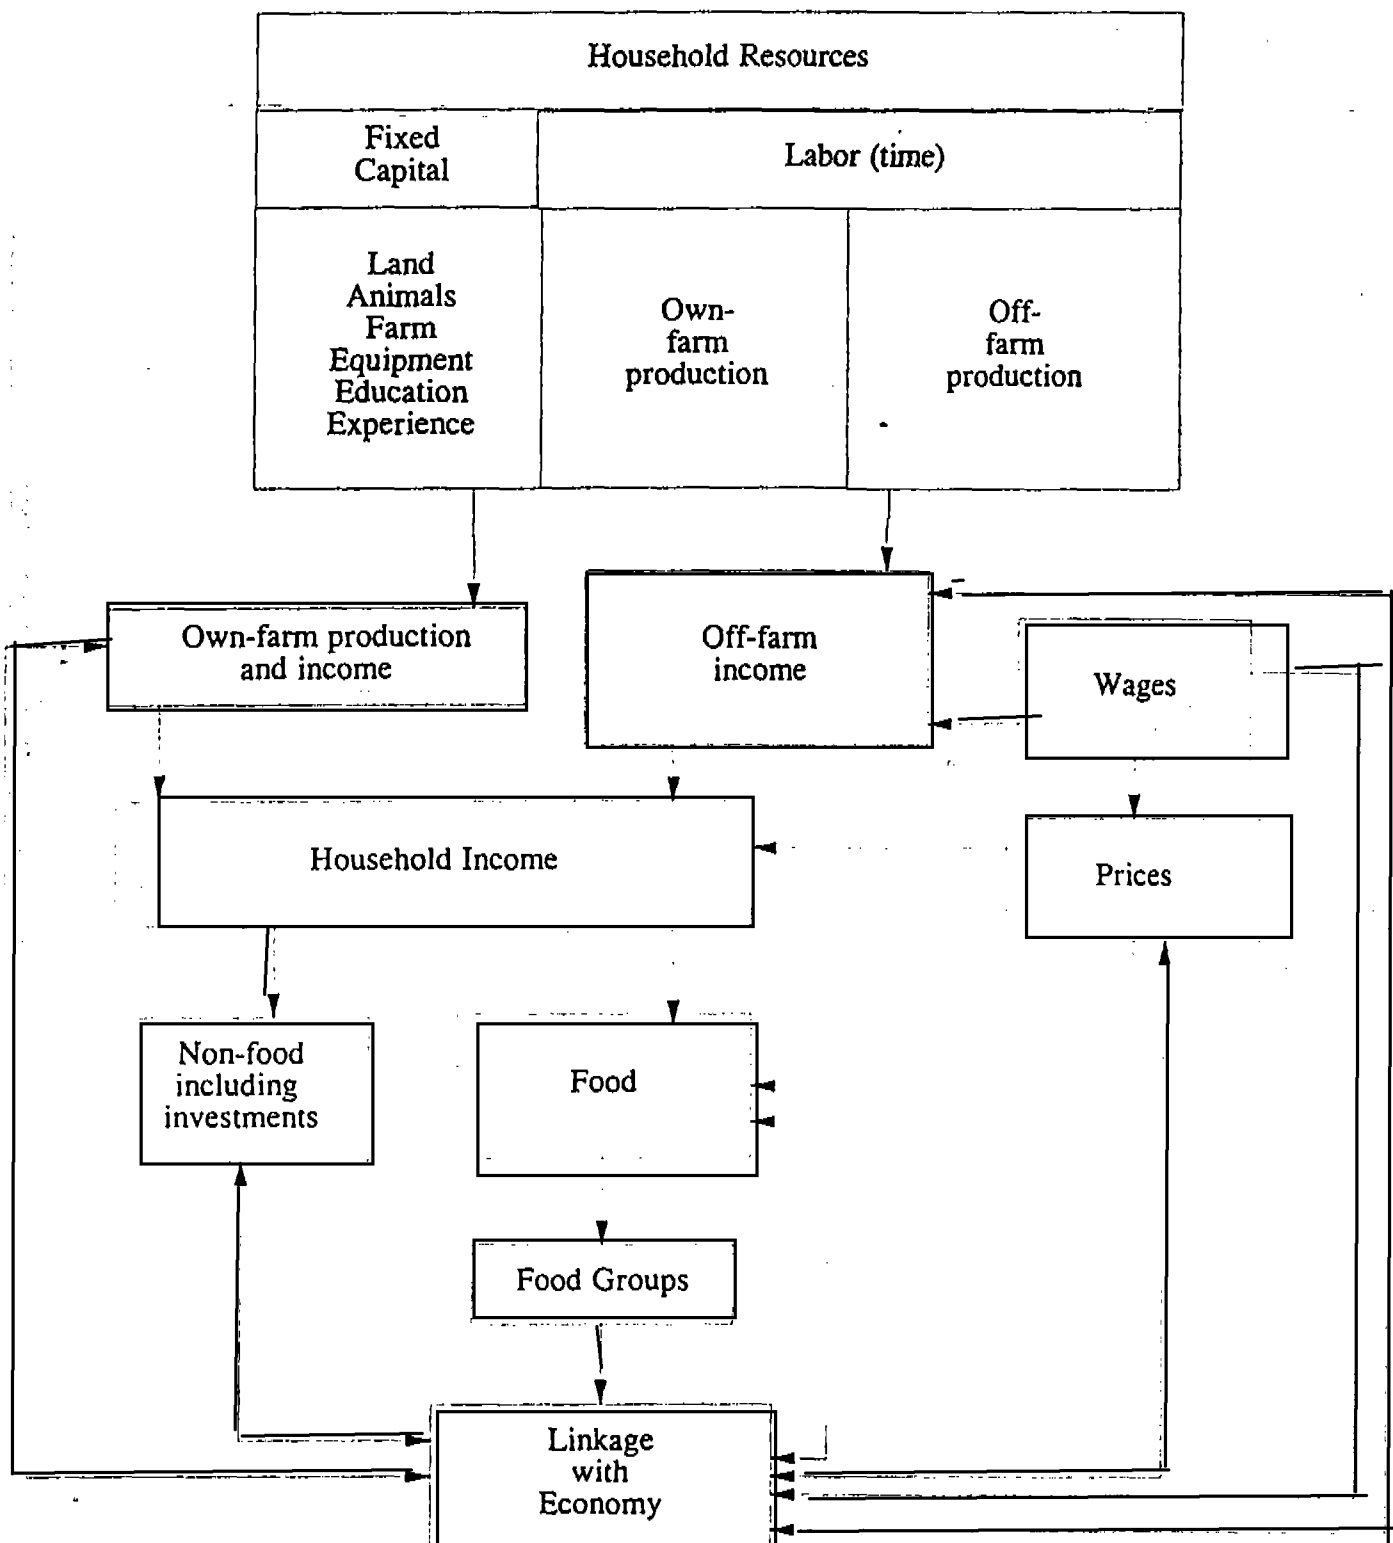 Household Resources
Fixed
Capital
Labor (time)
Land
Animals
Farm
Equipment
Education
Experience
Own-
farm
production
Off-
farm
production
Own-farm production
and income
Off-farm
income
Wages
Household Income
Prices
Non-food
including
investments
Food
Food Groups
Linkage
with
Economy